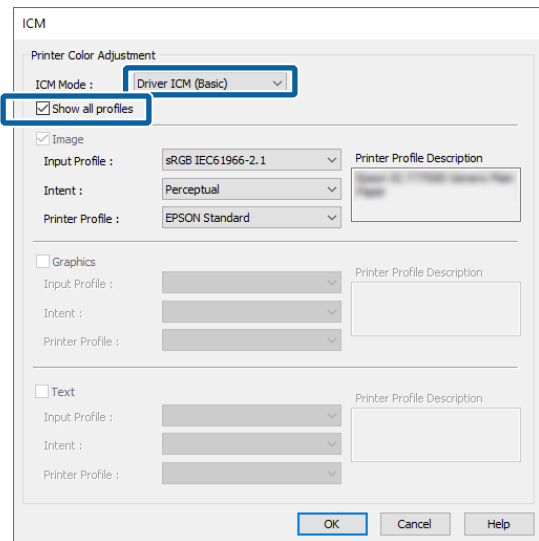 ICM
Printer Color Adjustment
ICM Mode : Driver ICM (Basic)
Show all profiles
Image
Input Profile : sRGB IEC61966-2.1 Printer Profile Description
Intent : Perceptual
Printer Profile : EPSON Standard
Graphics
Input Profile : Printer Profile Description
Intent :
Printer Profile :
Text
Input Profile : Printer Profile Description
Intent :
Printer Profile :
OK Cancel Help